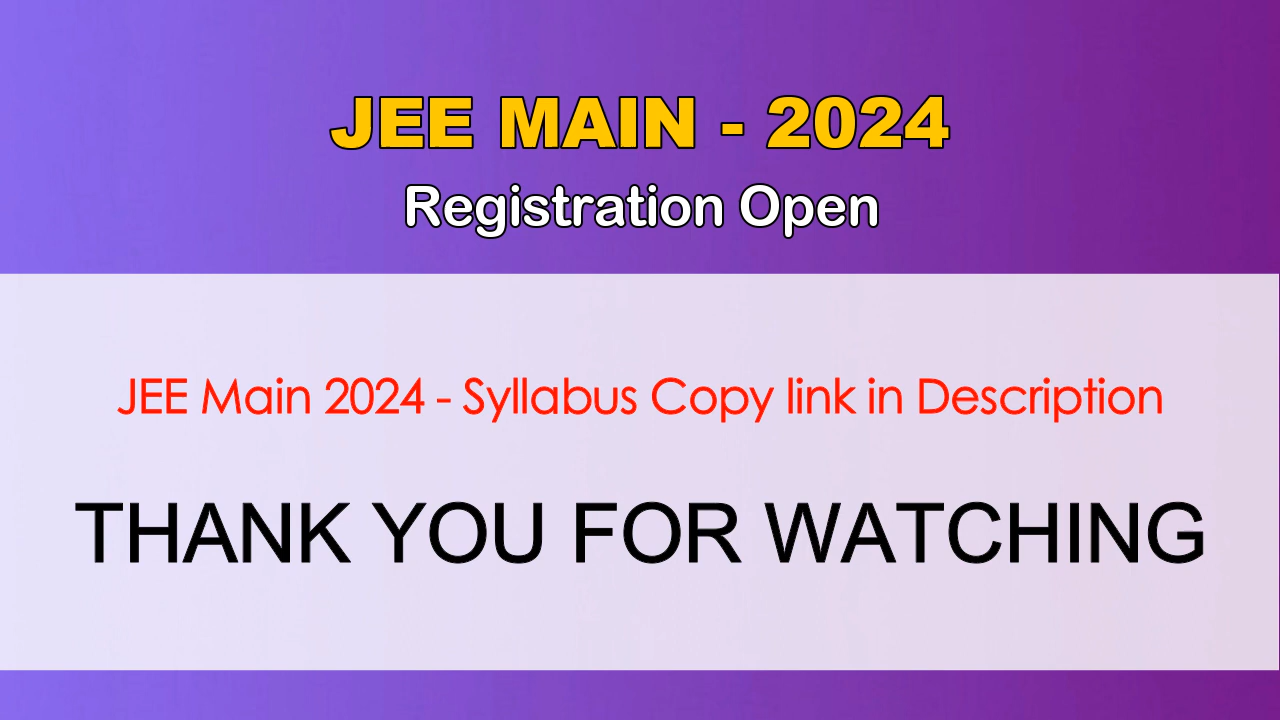 JEE MAIN - 2024
Registration Open
JEE Main 2024 - Syllabus Copy link in Description
THANK YOU FOR WATCHING